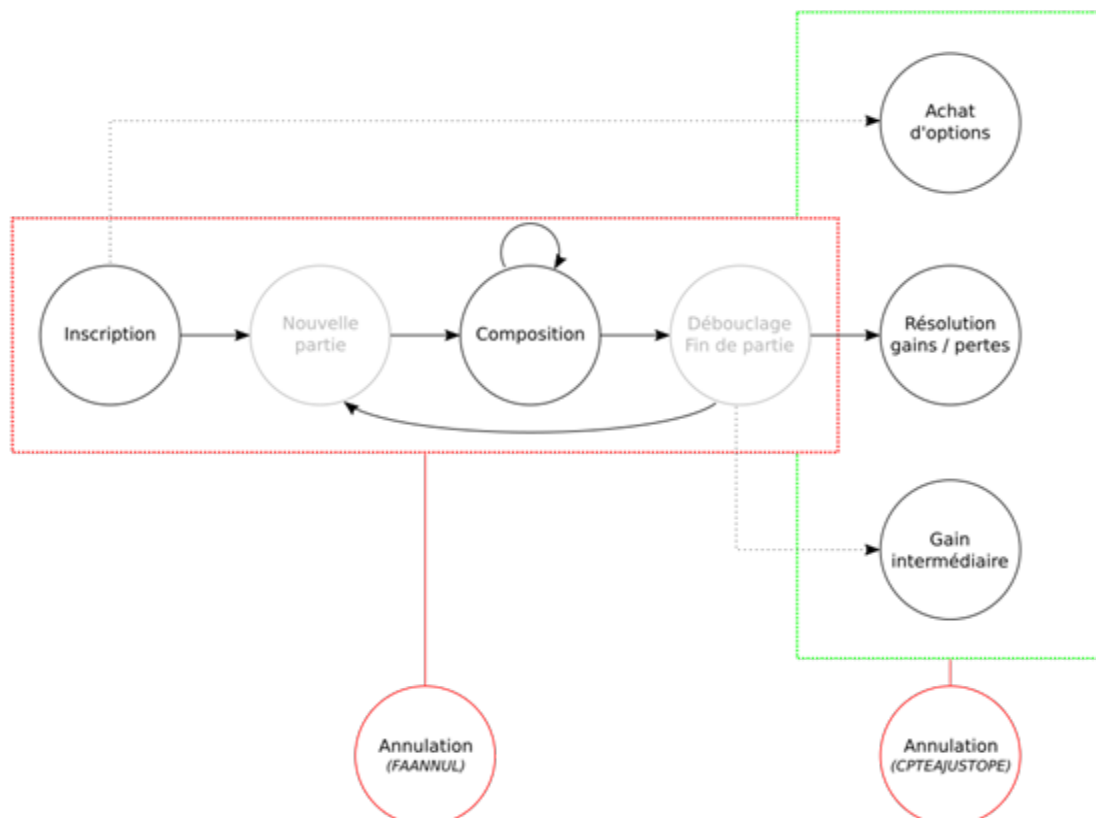 Achat
d'options
Inscription
Nouvelle
partie
Composition
Débouclage
Fin de partie
Résolution
gains / pertes
Gain
intermédiaire
Annulation
(FAANNUL)
Annulation
(CPTEAJUSTOPE)